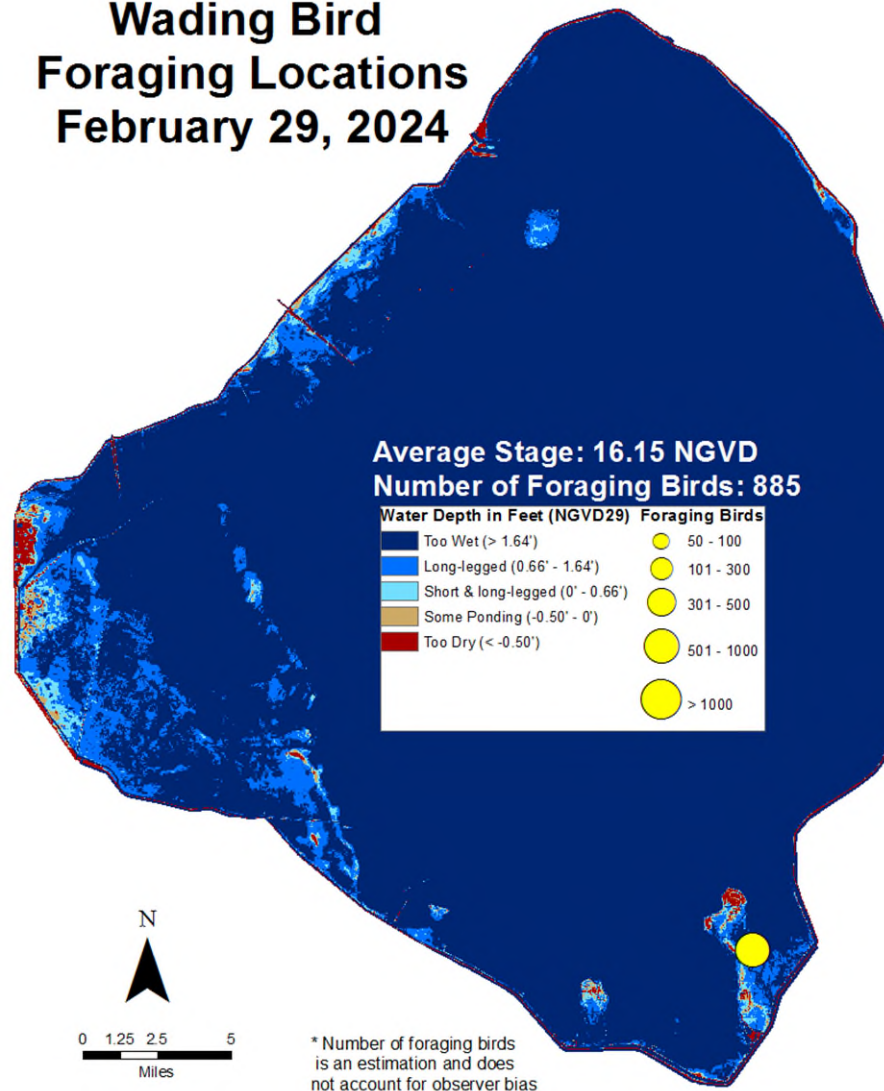 Wading Bird
Foraging Locations
February 29, 2024
Average Stage: 16.15 NGVD
Number of Foraging Birds: 885
Water Depth in Feet (NGVD29) Foraging Birds
Too Wet (> 1.64')
Long-legged (0.66' - 1.64')
Short & long-legged (0' - 0.66')
Some Ponding (-0.50' - 0')
Too Dry (< -0.50')
50 - 100
101 - 300
301 - 500
501 - 1000
> 1000
N
0 1.25 2.5 5
Miles
* Number of foraging birds
is an estimation and does
not account for observer bias